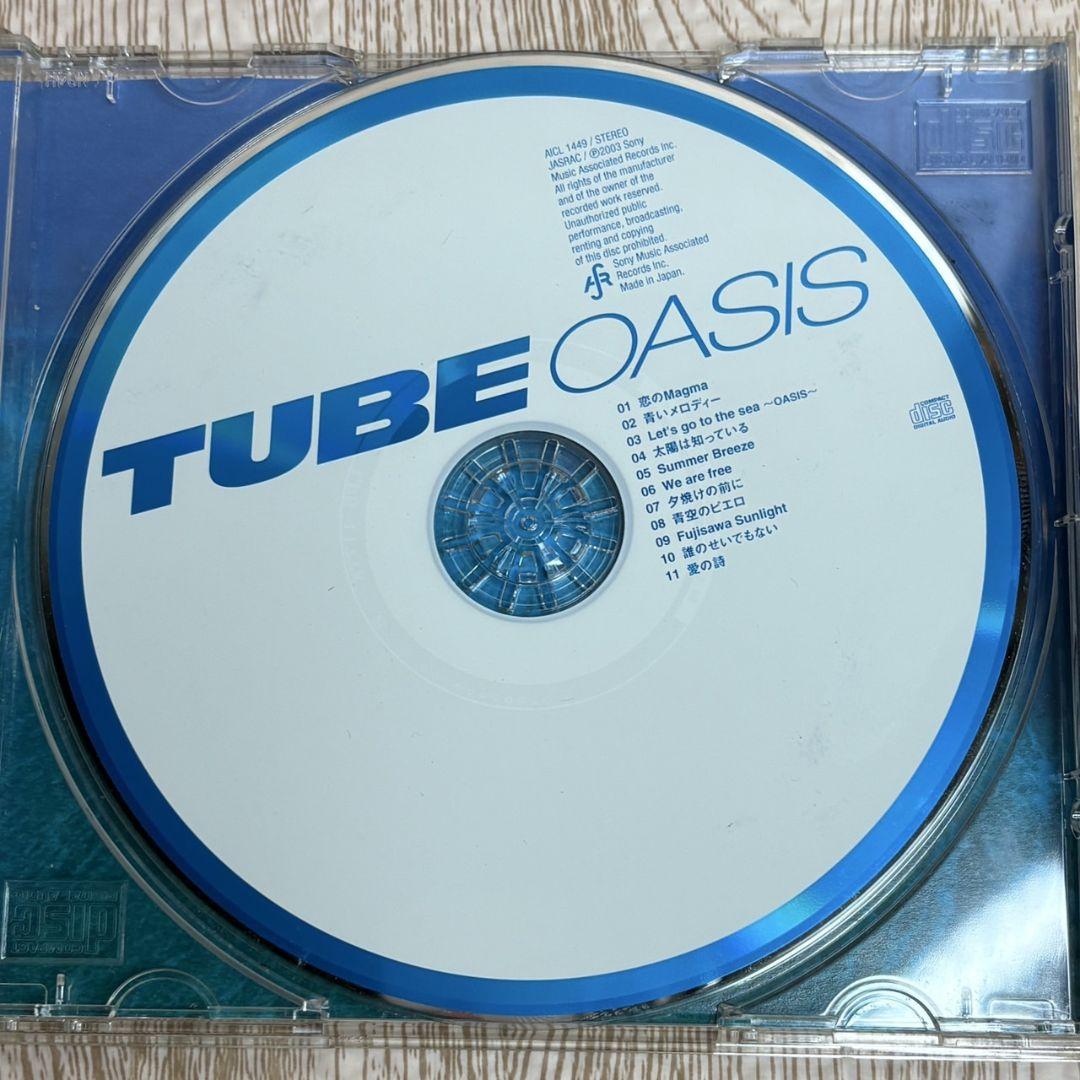 AICL 1449 / STEREO
JASRAC / Ⓟ2003 Sony
Music Associated Records Inc.
All rights of the manufacturer
and of the owner of the
recorded work reserved.
Unauthorized public
performance, broadcasting,
renting and copying
of this disc prohibited.
Sony Music Associated
Records Inc.
Made in Japan.
TUBE OASIS
01 恋のMagma
02 青いメロディー
03 Let's go to the sea ～OASIS～
04 太陽は知っている
05 Summer Breeze
06 We are free
07 夕焼けの前に
08 青空のピエロ
09 Fujisawa Sunlight
10 誰のせいでもない
11 愛の詩
COMPACT
disc
DIGITAL AUDIO